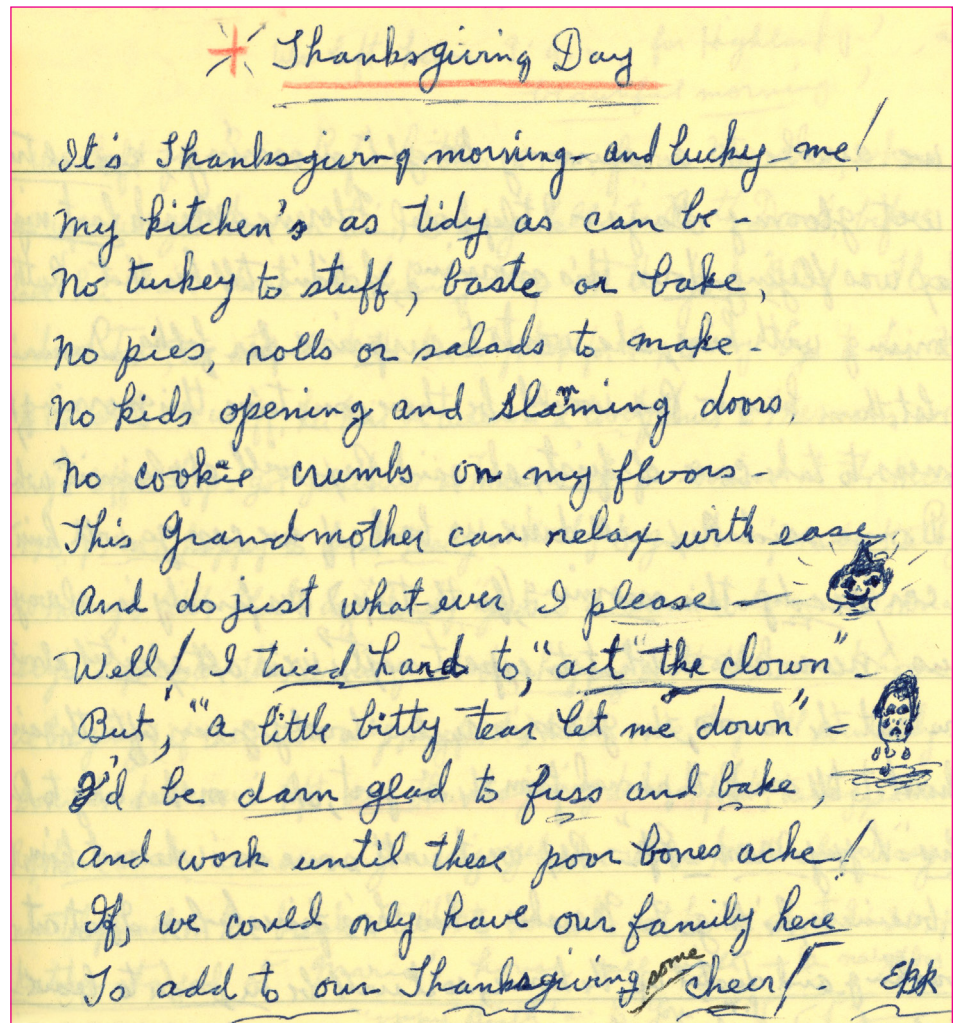 Thanksgiving Day
It's Thanksgiving morning - and lucky - me!
My kitchen's as tidy as can be -
No turkey to stuff, baste or bake,
No pies, rolls or salads to make -
No kids opening and slamming doors,
No cookie crumbs on my floors -
This Grandmother can relax with ease
And do just what ever I please -
Well! I tried hard to, "act "the clown" -
But, ""a little bitty tear let me down" -
I'd be darn glad to fuss and bake,
And work until these poor bones ache!
If, we could only have our family here
To add to our Thanksgiving some cheer! - EBR